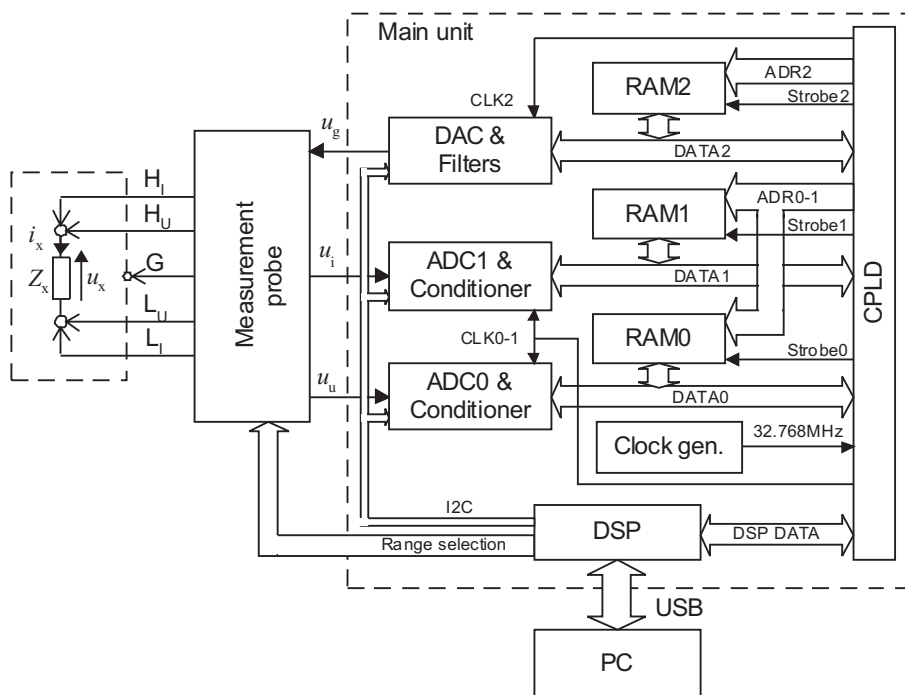 Main unit
RAM2
ADR2
Strobe2
CLK2
DAC &
Filters
DATA2
u_g
Measurement
probe
H_I
H_U
i_x
G
Z_x
u_x
L_U
L_I
u_i
RAM1
ADR0-1
Strobe1
ADC1 &
Conditioner
DATA1
CLK0-1
RAM0
Strobe0
u_u
ADC0 &
Conditioner
DATA0
Clock gen.
32.768MHz
CPLD
I2C
Range selection
DSP
DSP DATA
USB
PC